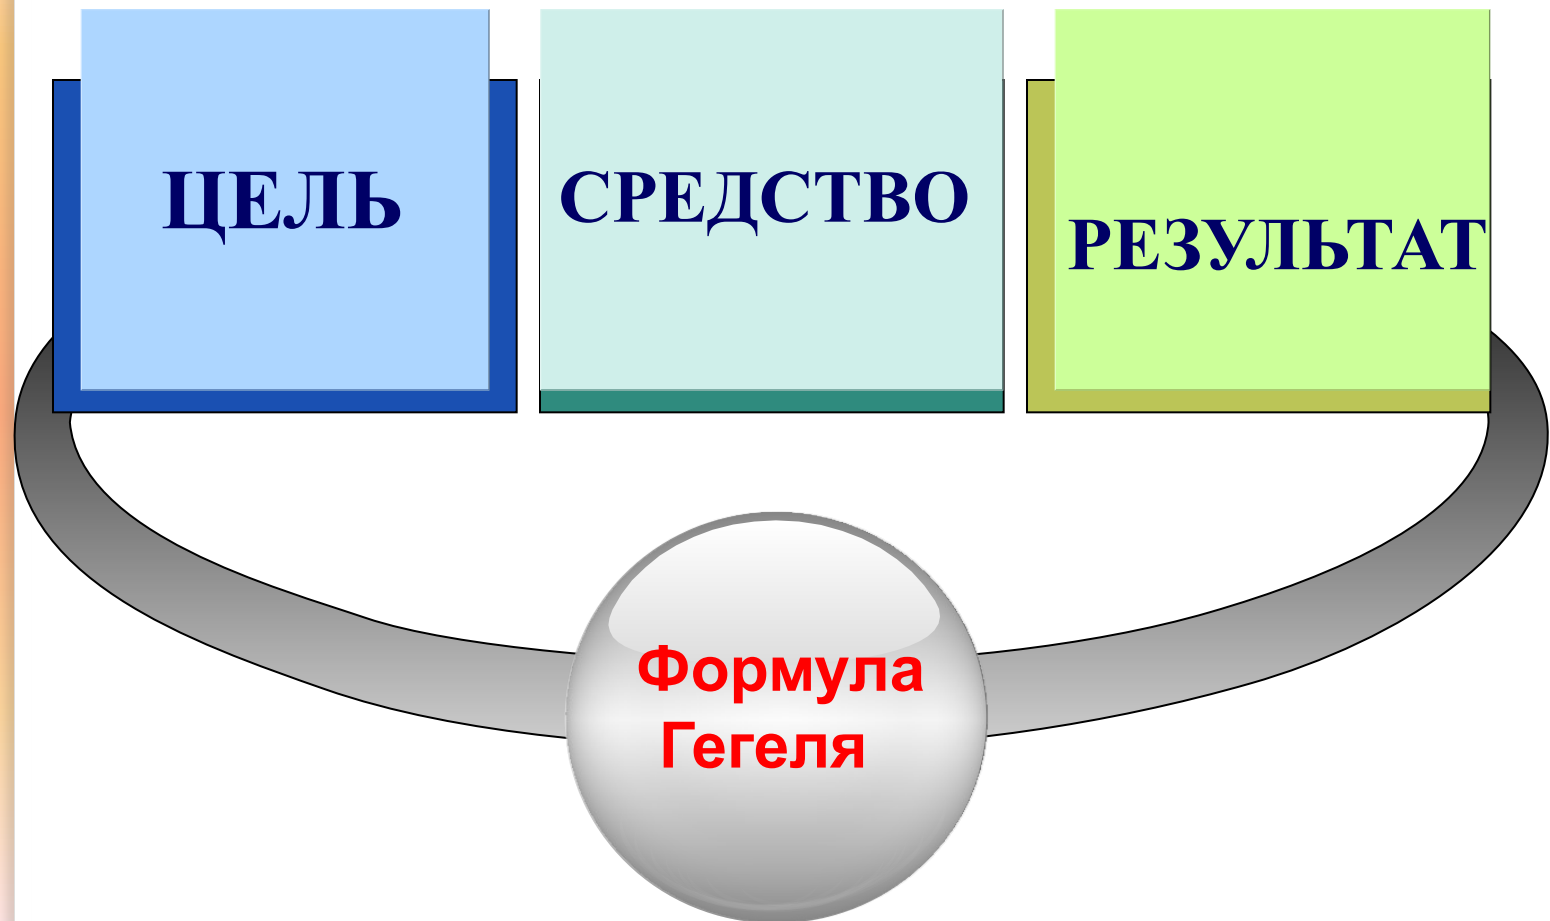 ЦЕЛЬ
СРЕДСТВО
РЕЗУЛЬТАТ
Формула
Гегеля